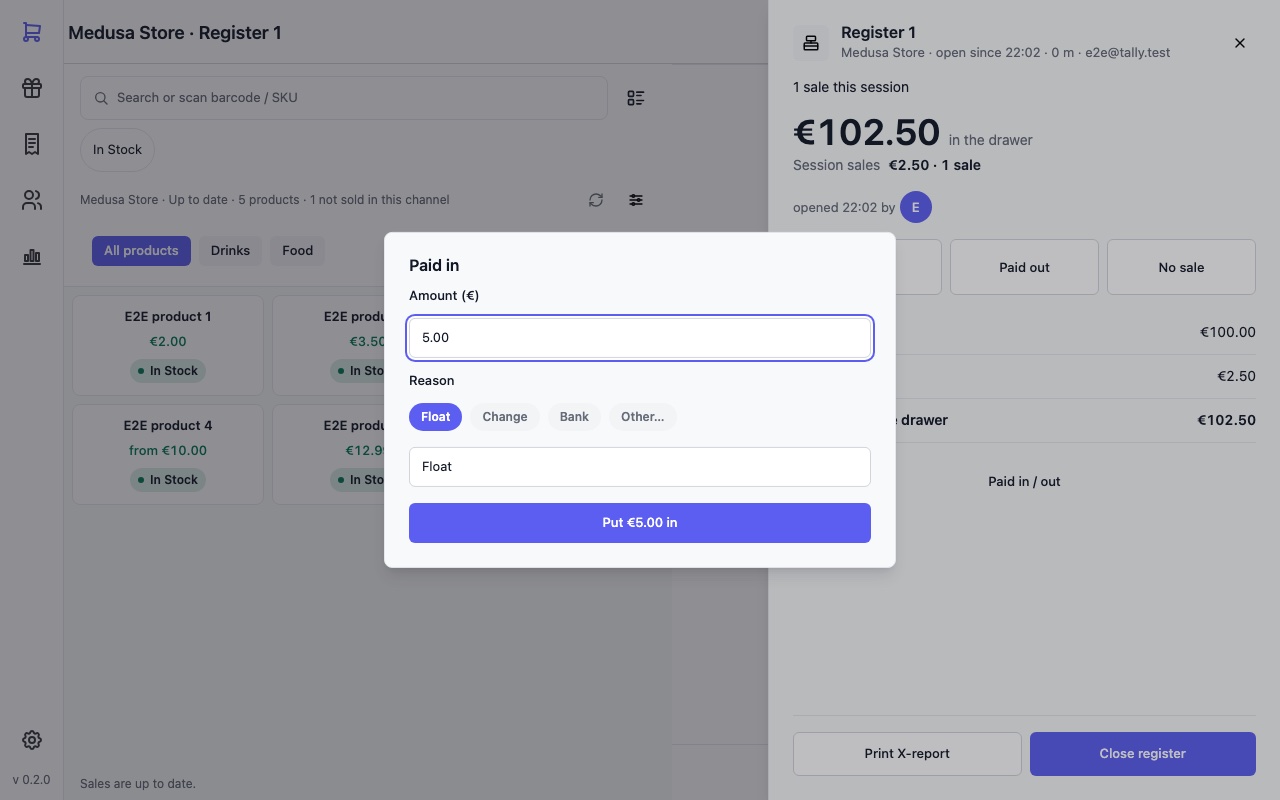 Medusa Store · Register 1
Search or scan barcode / SKU
In Stock
Medusa Store · Up to date · 5 products · 1 not sold in this channel
All products
Drinks
Food
E2E product 1
€2.00
In Stock
E2E produ
€3.50
In Sto
E2E product 4
from €10.00
In Stock
E2E produ
€12.9
In Sto
v 0.2.0
Sales are up to date.
Register 1
Medusa Store · open since 22:02 · 0 m · e2e@tally.test
1 sale this session
€102.50 in the drawer
Session sales €2.50 · 1 sale
opened 22:02 by E
Paid out
No sale
€100.00
€2.50
drawer €102.50
Paid in / out
Print X-report
Close register
Paid in
Amount (€)
5.00
Reason
Float
Change
Bank
Other...
Float
Put €5.00 in